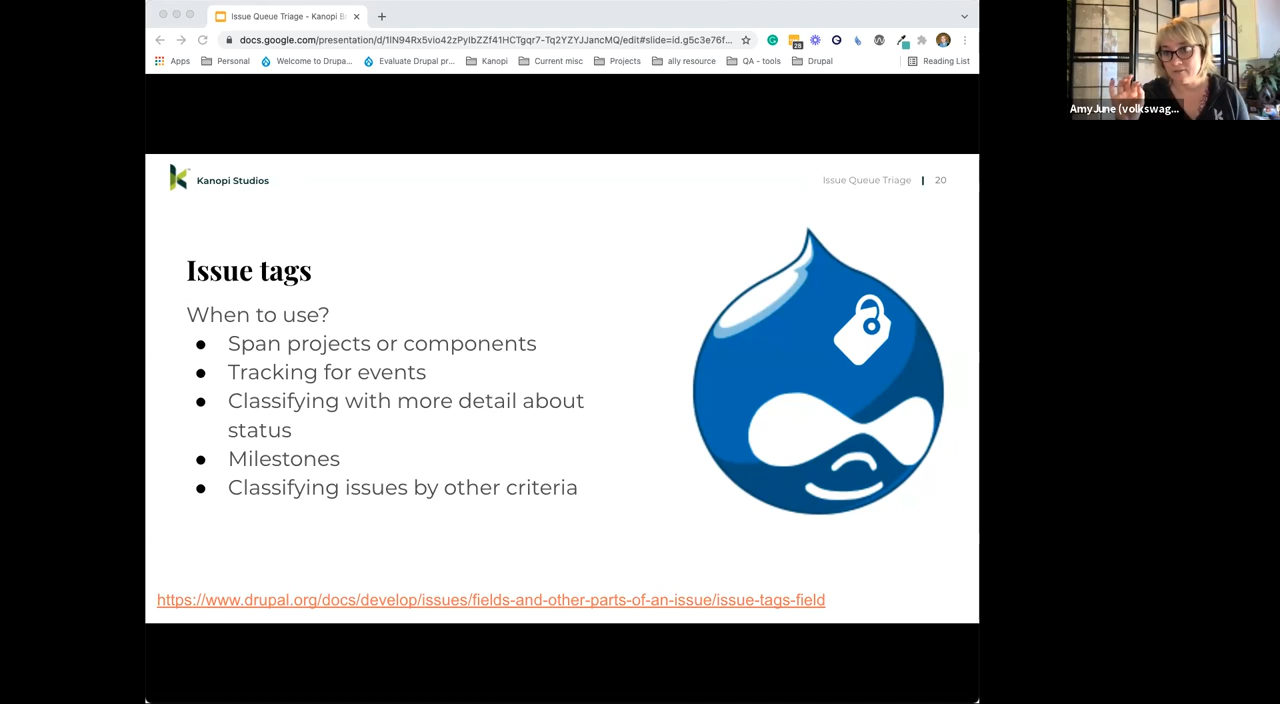 Issue Queue Triage - Kanopi B
docs.google.com/presentation/d/1lN94Rx5vio42zPyIbZZf41HCTgqr7-Tq2YZYJJancMQ/edit#slide=id.g5c3e76f...
28
Apps
Personal
Welcome to Drupa...
Evaluate Drupal pr...
Kanopi
Current misc
Projects
ally resource
QA - tools
Drupal
Reading List
AmyJune (volkswag...
Kanopi Studios
Issue Queue Triage | 20
Issue tags
When to use?
● Span projects or components
● Tracking for events
● Classifying with more detail about
status
● Milestones
● Classifying issues by other criteria
https://www.drupal.org/docs/develop/issues/fields-and-other-parts-of-an-issue/issue-tags-field